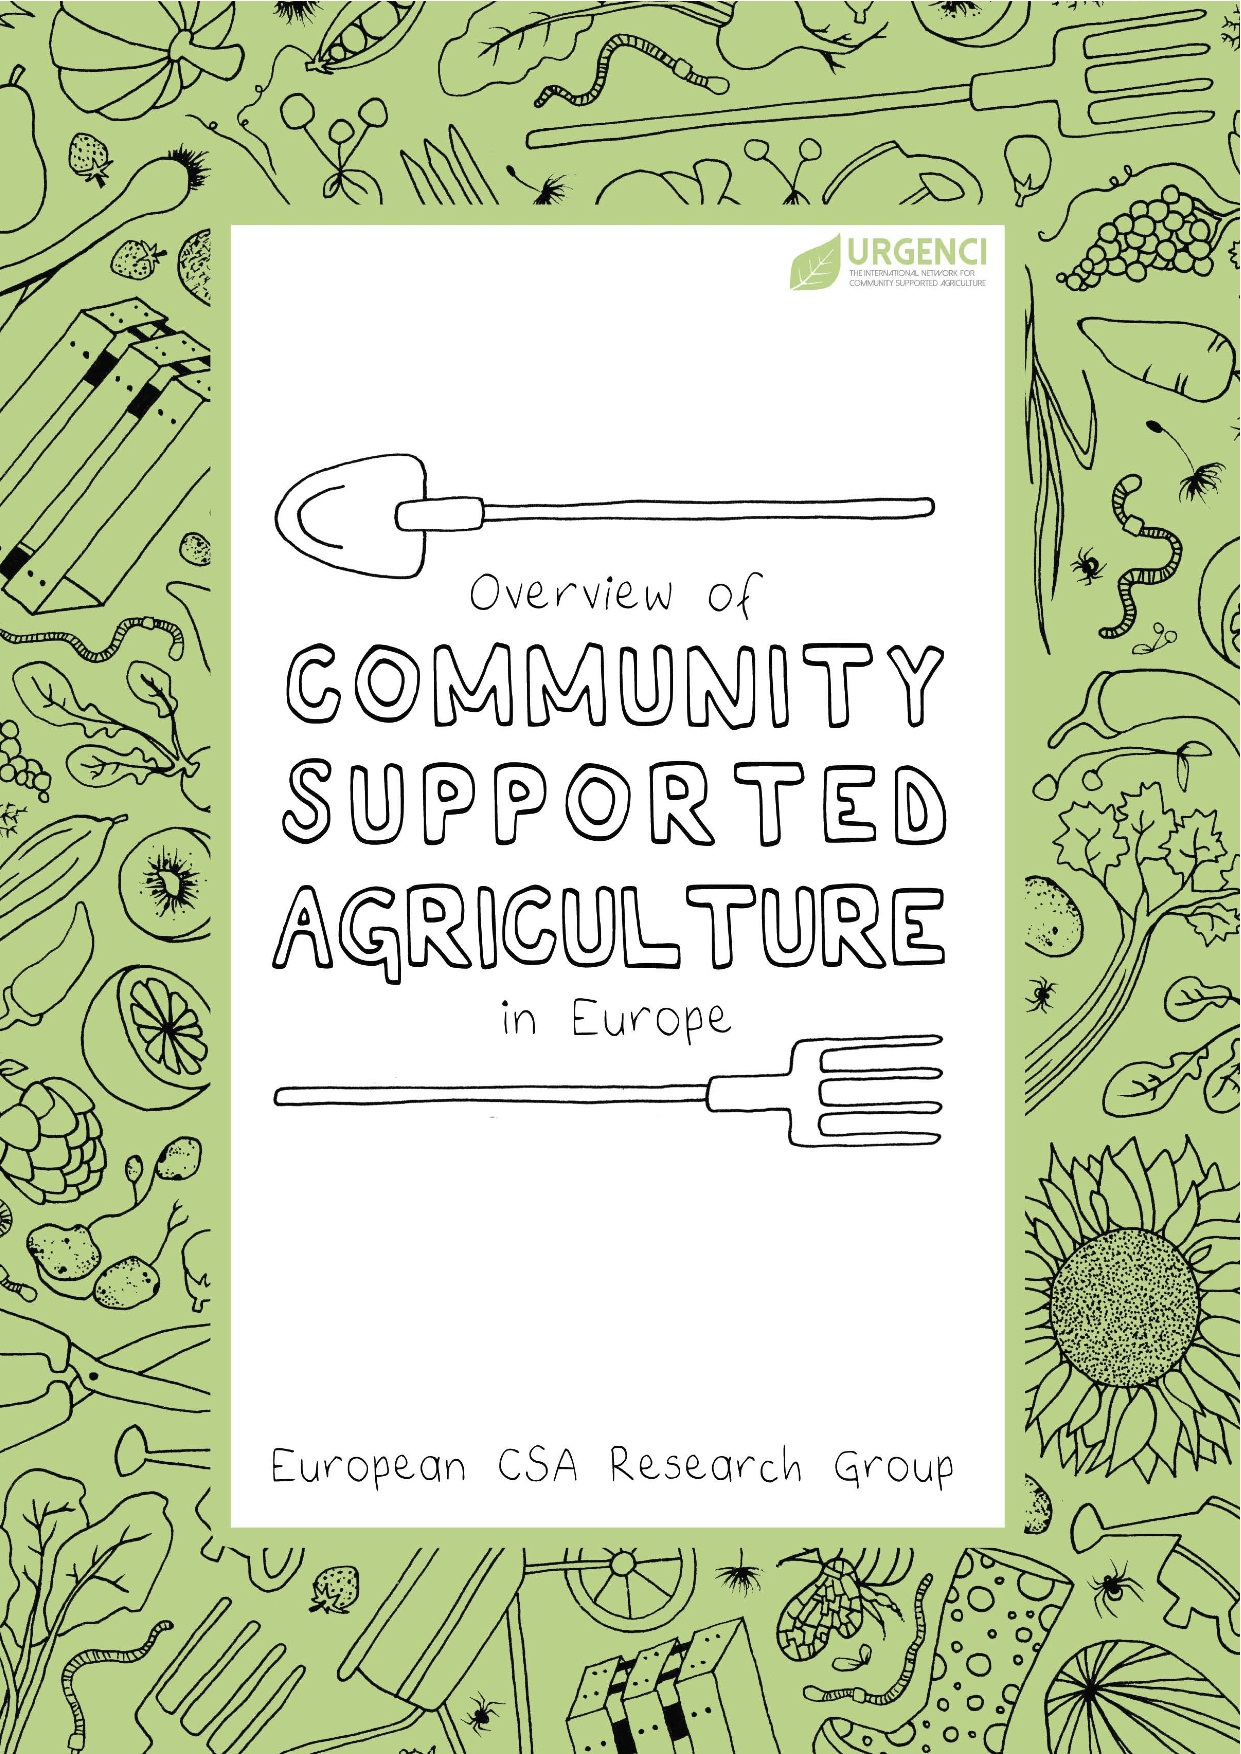 URGENCI
THE INTERNATIONAL NETWORK FOR
COMMUNITY SUPPORTED AGRICULTURE
Overview of
COMMUNITY
SUPPORTED
AGRICULTURE
in Europe
European CSA Research Group